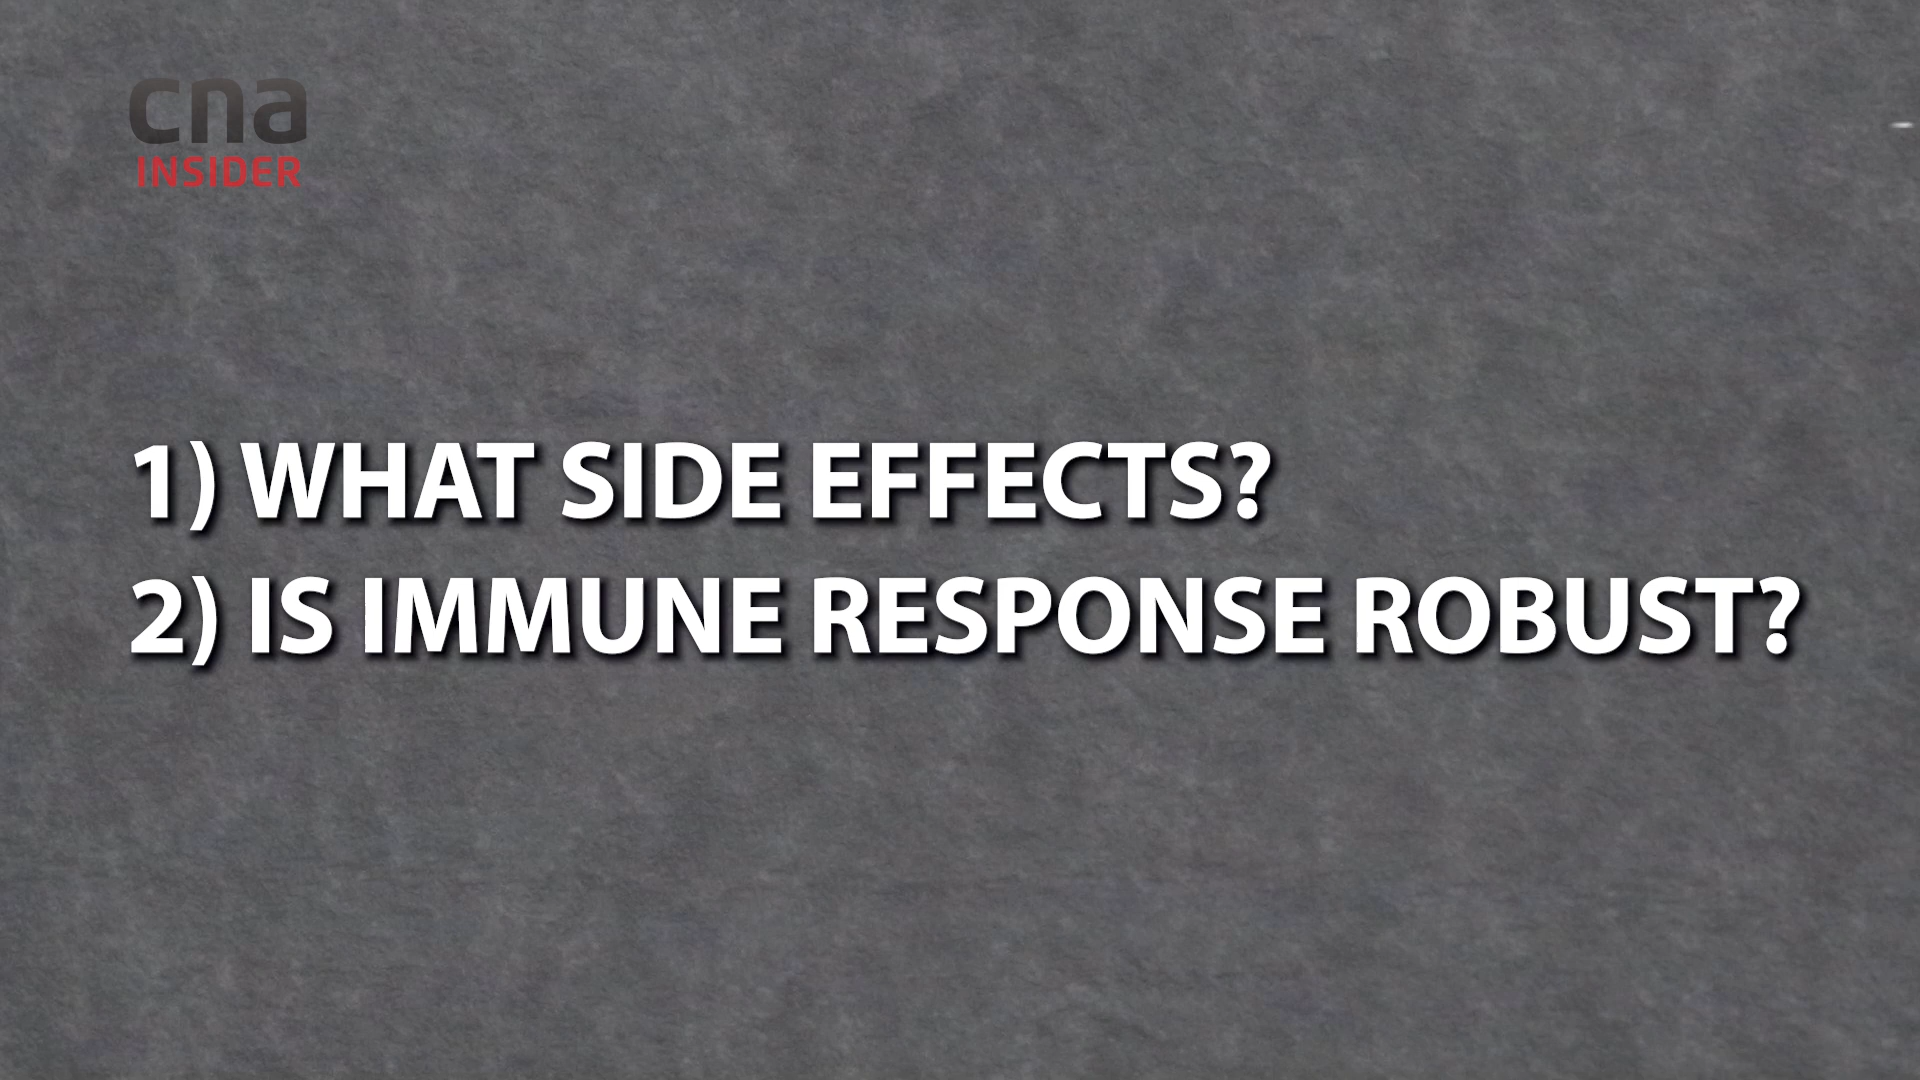 cna
INSIDER
1) WHAT SIDE EFFECTS?
2) IS IMMUNE RESPONSE ROBUST?